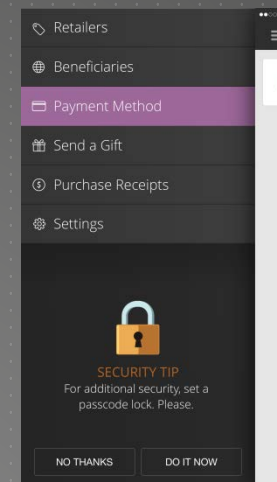 Retailers
Beneficiaries
Payment Method
Send a Gift
Purchase Receipts
Settings
SECURITY TIP
For additional security, set a
passcode lock. Please.
NO THANKS
DO IT NOW